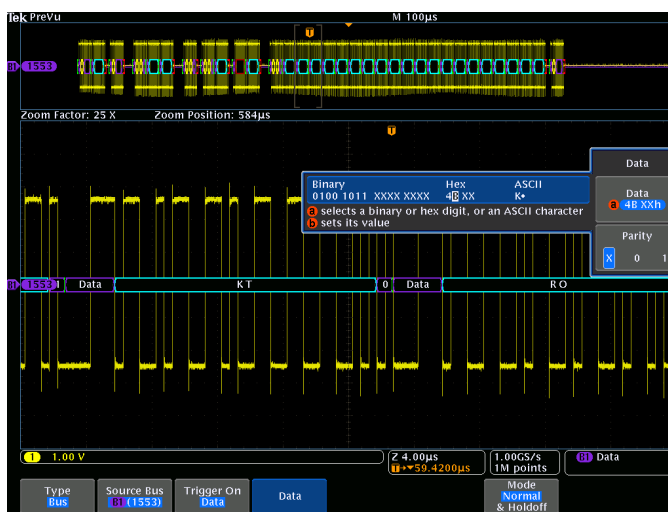 Tek PreVu M 100µs
T
B1 1553
Zoom Factor: 25 X Zoom Position: 584µs
T
Data
Binary Hex ASCII
0100 1011 XXXX XXXX 4B XX K
a selects a binary or hex digit, or an ASCII character
b sets its value
Data
a 4B XXh
Parity
X 0 1
B1 1553 Data K T 0 Data R O
1 1.00 V
Z 4.00µs
T→▼59.4200µs
1.00GS/s
1M points
B1 Data
Type
Bus
Source Bus
B1 (1553)
Trigger On
Data
Data
Mode
Normal
& Holdoff